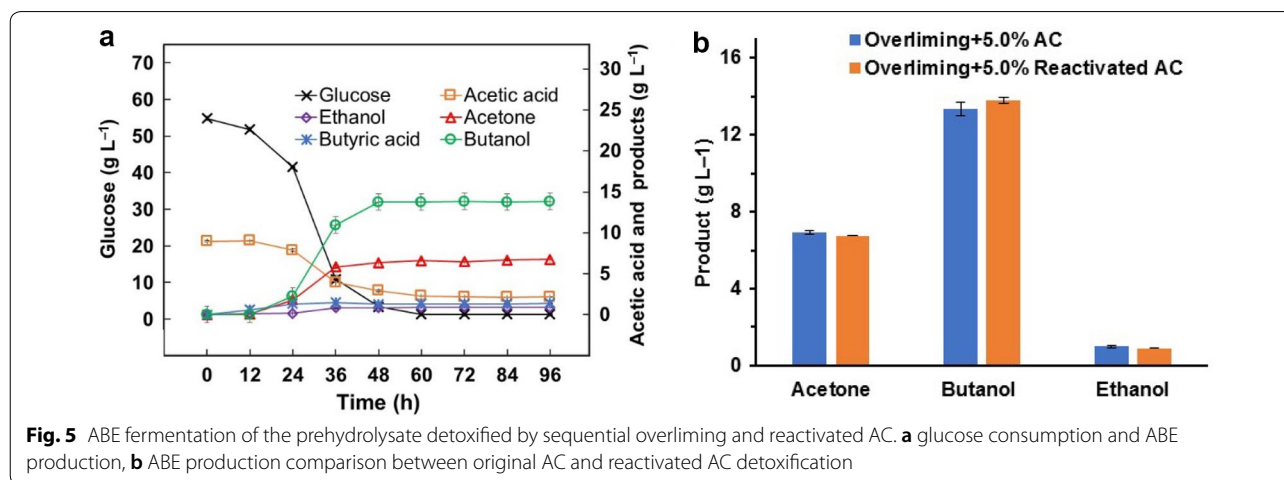 a
70
60
50
40
30
20
10
0
Glucose (g L–1)
Glucose
Ethanol
Butyric acid
Acetic acid
Acetone
Butanol
30
25
20
15
10
5
0
Acetic acid and products (g L–1)
0 12 24 36 48 60 72 84 96
Time (h)
b
Overliming+5.0% AC
Overliming+5.0% Reactivated AC
16
12
8
4
0
Product (g L–1)
Acetone Butanol Ethanol
Fig. 5 ABE fermentation of the prehydrolysate detoxified by sequential overliming and reactivated AC. a glucose consumption and ABE
production, b ABE production comparison between original AC and reactivated AC detoxification